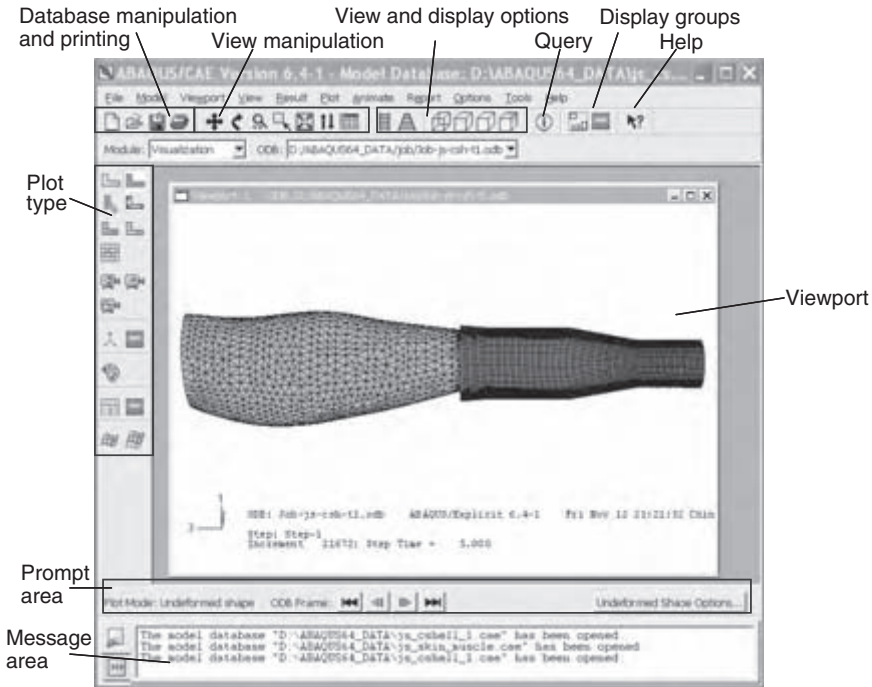 Database manipulation and printing
View manipulation
View and display options
Query
Display groups
Help
ABAQUS/CAE Version 6.4-1 - Model Database: D:\ABAQUS64_DATA\js_cs...
File Model Viewport View Result Plot Animate Report Options Tools Help
Module: Visualization ODB: D:/ABAQUS64_DATA/job/Job-js-csh-t1.odb
Plot type
Viewport
ODB: Job-js-csh-t1.odb ABAQUS/Explicit 6.4-1 Fri Nov 12
Step: Step-1
Increment 21672: Step Time = 5.000
Prompt area
Plot Mode: Undeformed shape ODB Frame: Undeformed Shape Options...
Message area
The model database "D:\ABAQUS64_DATA\js_cshell_1.cae" has been opened
The model database "D:\ABAQUS64_DATA\js_skin_muscle.cae" has been opened
The model database "D:\ABAQUS64_DATA\js_cshell_1.cae" has been opened